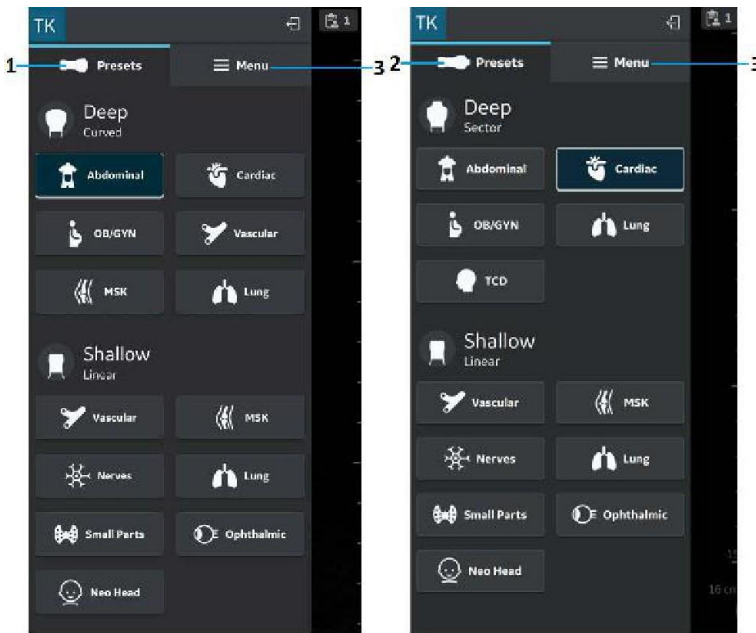 TK
1
1
Presets
Menu
3
Deep
Curved
Abdominal
Cardiac
OB/GYN
Vascular
MSK
Lung
Shallow
Linear
Vascular
MSK
Nerves
Lung
Small Parts
Ophthalmic
Neo Head
TK
1
2
Presets
Menu
3
Deep
Sector
Abdominal
Cardiac
OB/GYN
Lung
TCD
Shallow
Linear
Vascular
MSK
Nerves
Lung
Small Parts
Ophthalmic
Neo Head
15
16 cm